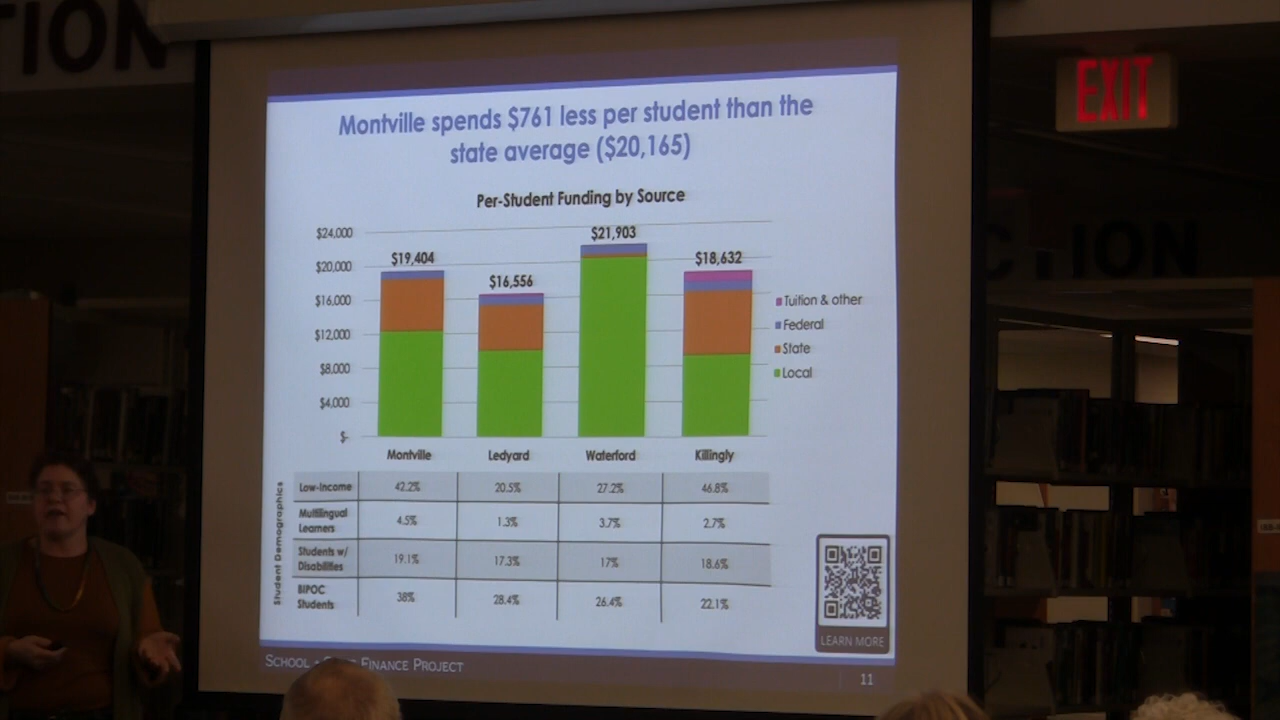 ION
EXIT
ION
Montville spends $761 less per student than the
state average ($20,165)
Per-Student Funding by Source
$24,000
$20,000
$16,000
$12,000
$8,000
$4,000
$-
$19,404
$16,556
$21,903
$18,632
Tuition & other
Federal
State
Local
Montville Ledyard Waterford Killingly
Student Demographics
Low-Income 42.2% 20.5% 27.2% 46.8%
Multilingual
Learners 4.5% 1.3% 3.7% 2.7%
Students w/
Disabilities 19.1% 17.3% 17% 18.6%
BIPOC
Students 38% 28.4% 26.4% 22.1%
LEARN MORE
SCHOOL + FINANCE PROJECT
11